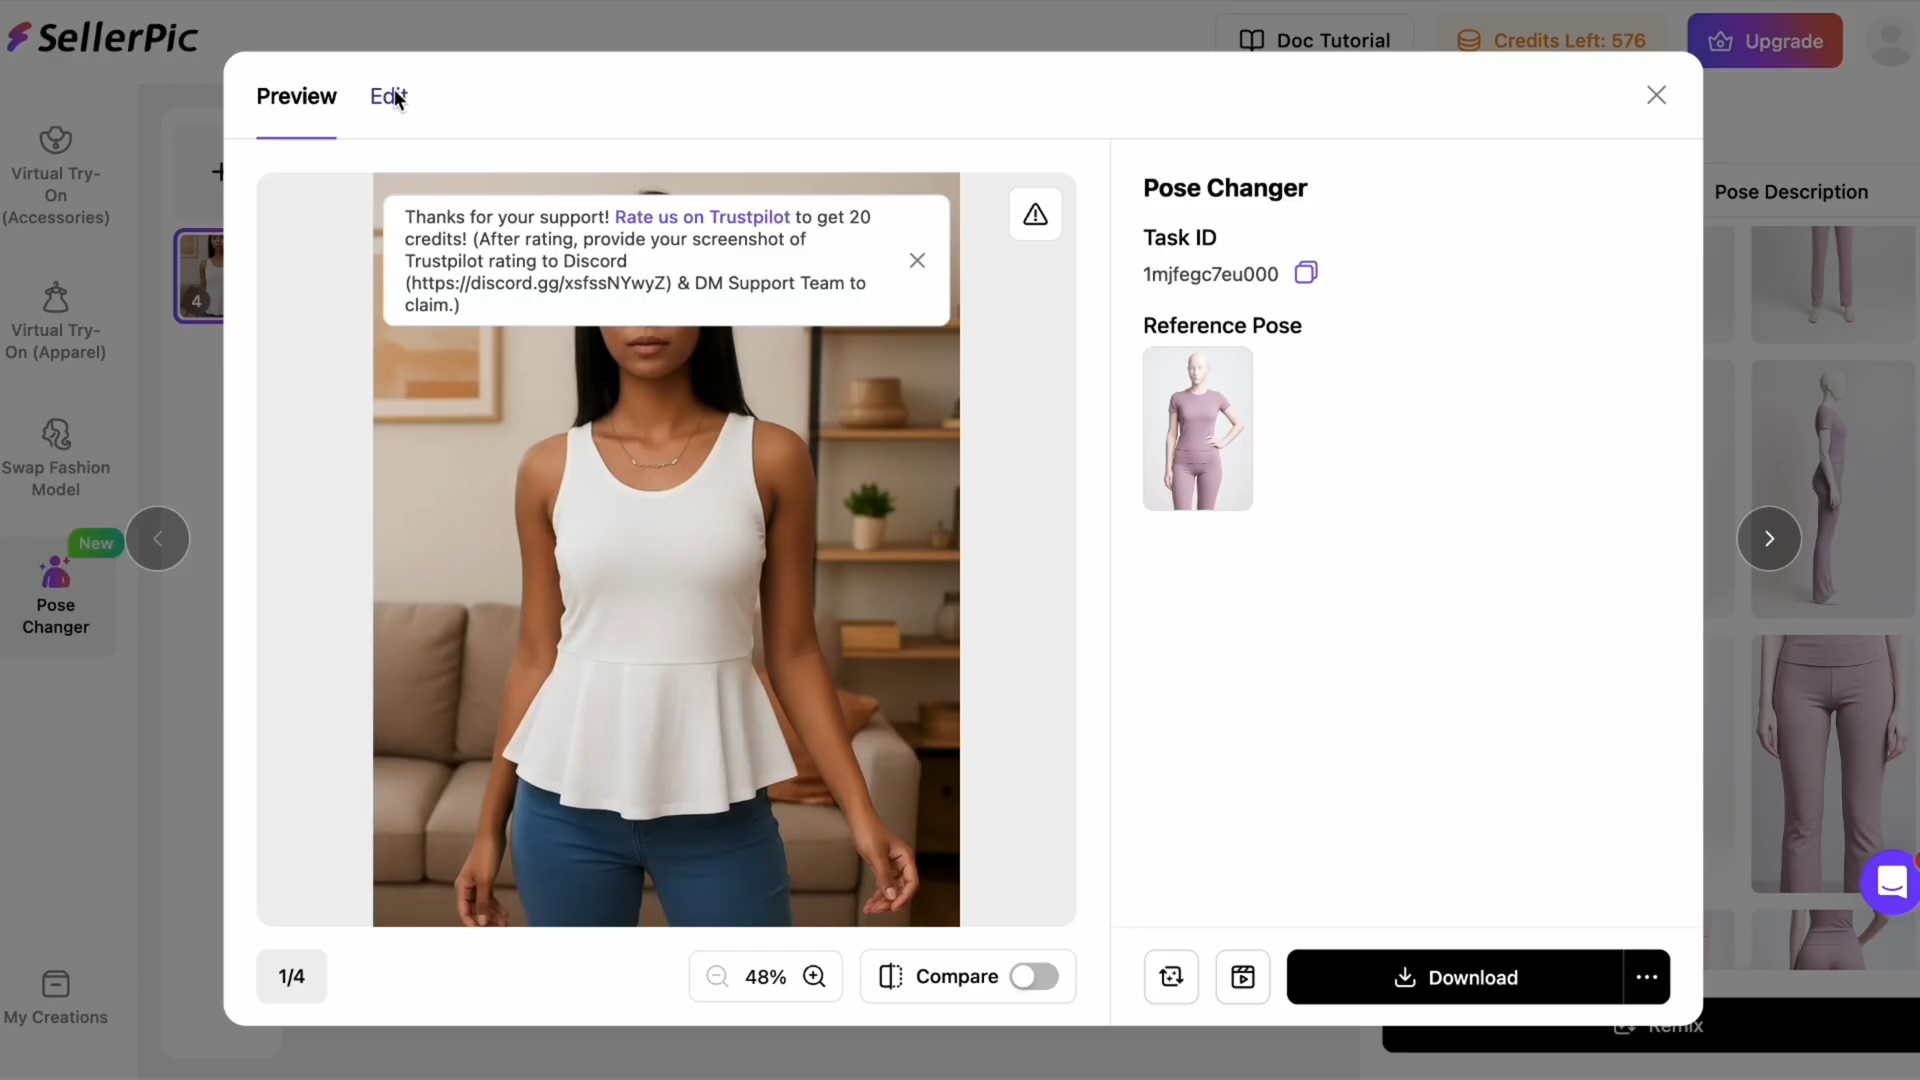 SellerPic
Doc Tutorial
Credits Left: 576
Upgrade
Preview
Edit
Virtual Try-
On
(Accessories)
Virtual Try-
On (Apparel)
Swap Fashion
Model
New
Pose
Changer
My Creations
4
Thanks for your support! Rate us on Trustpilot to get 20
credits! (After rating, provide your screenshot of
Trustpilot rating to Discord
(https://discord.gg/xsfssNYwyZ) & DM Support Team to
claim.)
1/4
48%
Compare
Pose Changer
Task ID
1mjfegc7eu000
Reference Pose
Download
Pose Description
Remix